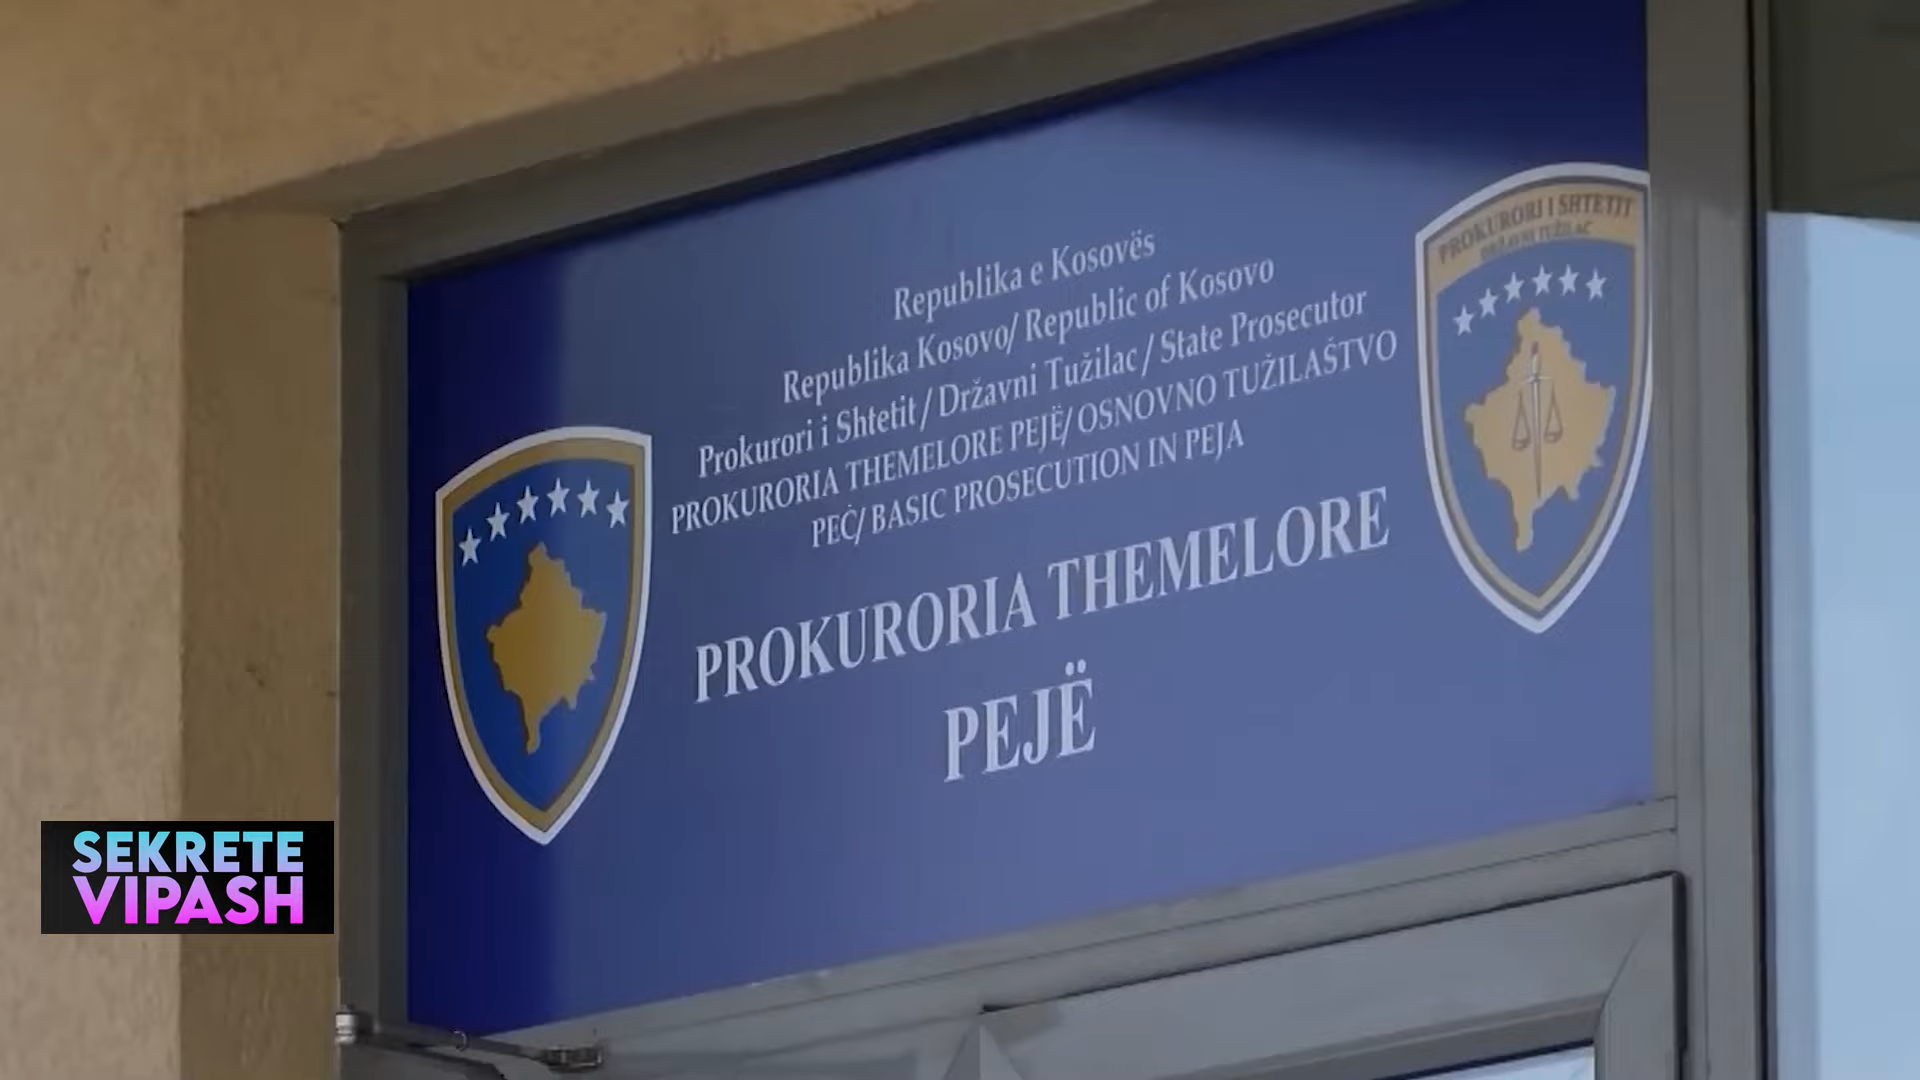 Republika e Kosovës
Republika Kosovo/ Republic of Kosovo
Prokurori i Shtetit / Državni Tužilac / State Prosecutor
PROKURORIA THEMELORE PEJË/ OSNOVNO TUŽILAŠTVO
PEĆ/ BASIC PROSECUTION IN PEJA
PROKURORIA THEMELORE
PEJË
PROKURORI I SHTETIT
DRŽAVNI TUŽILAC
SEKRETE
VIPASH